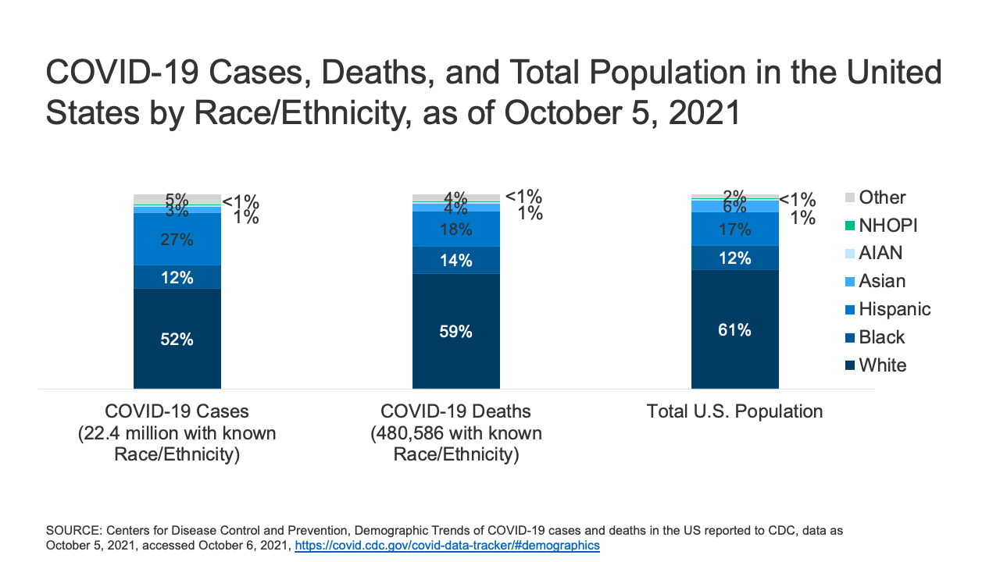 COVID-19 Cases, Deaths, and Total Population in the United
States by Race/Ethnicity, as of October 5, 2021
5%
<1%
3%
1%
27%
12%
52%
4%
<1%
4%
1%
18%
14%
59%
2%
<1%
6%
1%
17%
12%
61%
Other
NHOPI
AIAN
Asian
Hispanic
Black
White
COVID-19 Cases
(22.4 million with known
Race/Ethnicity)
COVID-19 Deaths
(480,586 with known
Race/Ethnicity)
Total U.S. Population
SOURCE: Centers for Disease Control and Prevention, Demographic Trends of COVID-19 cases and deaths in the US reported to CDC, data as
October 5, 2021, accessed October 6, 2021, https://covid.cdc.gov/covid-data-tracker/#demographics